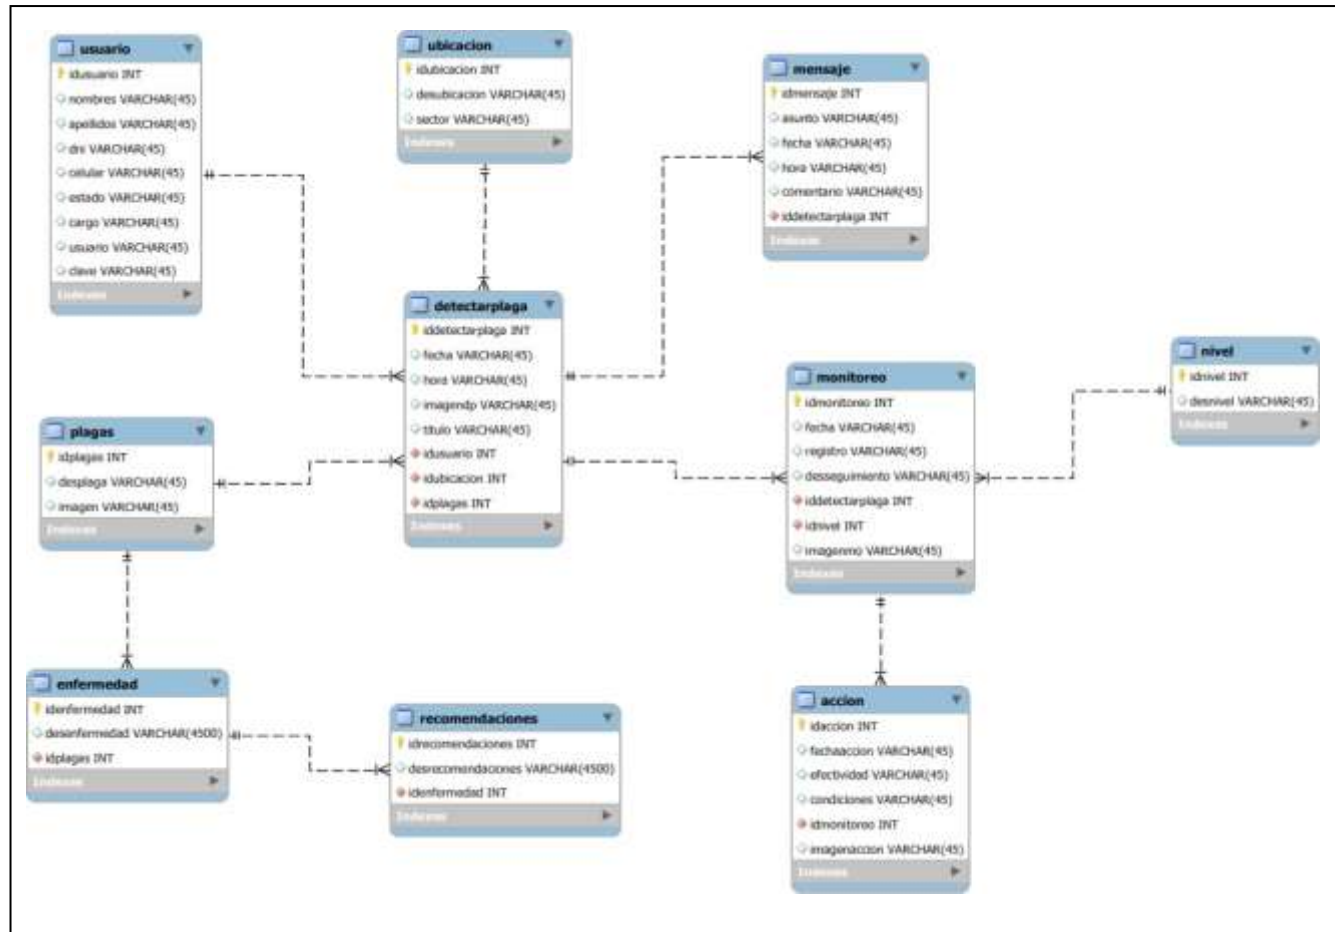 usuario
idusuario INT
nombres VARCHAR(45)
apellidos VARCHAR(45)
dni VARCHAR(45)
celular VARCHAR(45)
estado VARCHAR(45)
cargo VARCHAR(45)
usuario VARCHAR(45)
clave VARCHAR(45)
Indexes
ubicacion
idubicacion INT
desubicacion VARCHAR(45)
sector VARCHAR(45)
Indexes
mensaje
idmensaje INT
asunto VARCHAR(45)
fecha VARCHAR(45)
hora VARCHAR(45)
comentario VARCHAR(45)
iddetectarplaga INT
Indexes
detectarplaga
iddetectarplaga INT
fecha VARCHAR(45)
hora VARCHAR(45)
imagendp VARCHAR(45)
titulo VARCHAR(45)
idusuario INT
idubicacion INT
idplagas INT
Indexes
nivel
idnivel INT
desnivel VARCHAR(45)
Indexes
monitoreo
idmonitoreo INT
fecha VARCHAR(45)
registro VARCHAR(45)
desseguimiento VARCHAR(45)
iddetectarplaga INT
idnivel INT
imagenmo VARCHAR(45)
Indexes
plagas
idplagas INT
desplaga VARCHAR(45)
imagen VARCHAR(45)
Indexes
enfermedad
idenfermedad INT
desenfermedad VARCHAR(4500)
idplagas INT
Indexes
recomendaciones
idrecomendaciones INT
desrecomendaciones VARCHAR(4500)
idenfermedad INT
Indexes
accion
idaccion INT
fechaaccion VARCHAR(45)
efectividad VARCHAR(45)
condiciones VARCHAR(45)
idmonitoreo INT
imagenaccion VARCHAR(45)
Indexes